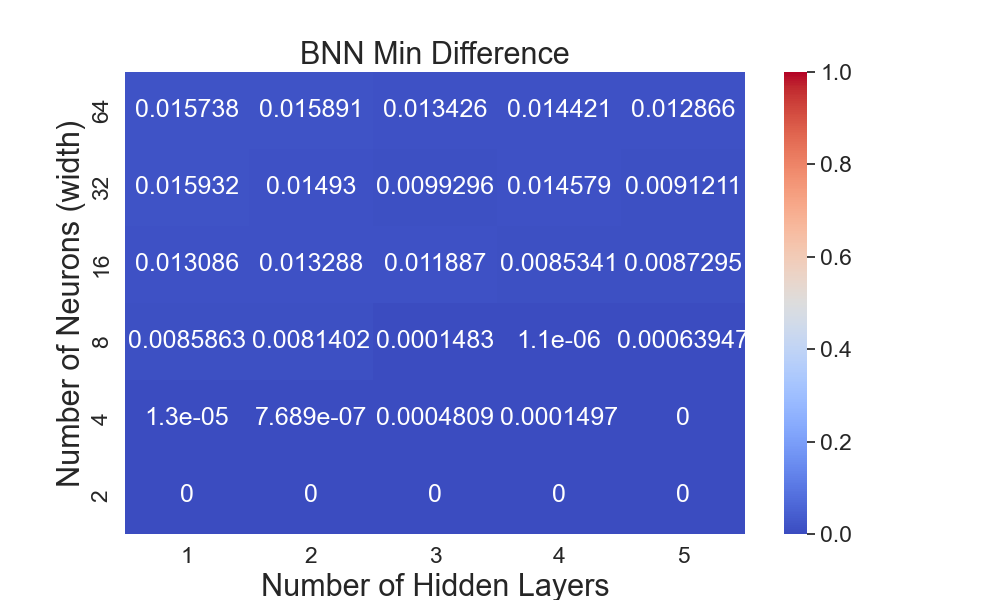 BNN Min Difference
Number of Neurons (width)
64 0.015738 0.015891 0.013426 0.014421 0.012866
32 0.015932 0.01493 0.0099296 0.014579 0.0091211
16 0.013086 0.013288 0.011887 0.0085341 0.0087295
8 0.0085863 0.0081402 0.0001483 1.1e-06 0.00063947
4 1.3e-05 7.689e-07 0.0004809 0.0001497 0
2 0 0 0 0 0
1 2 3 4 5
Number of Hidden Layers
1.0
0.8
0.6
0.4
0.2
0.0